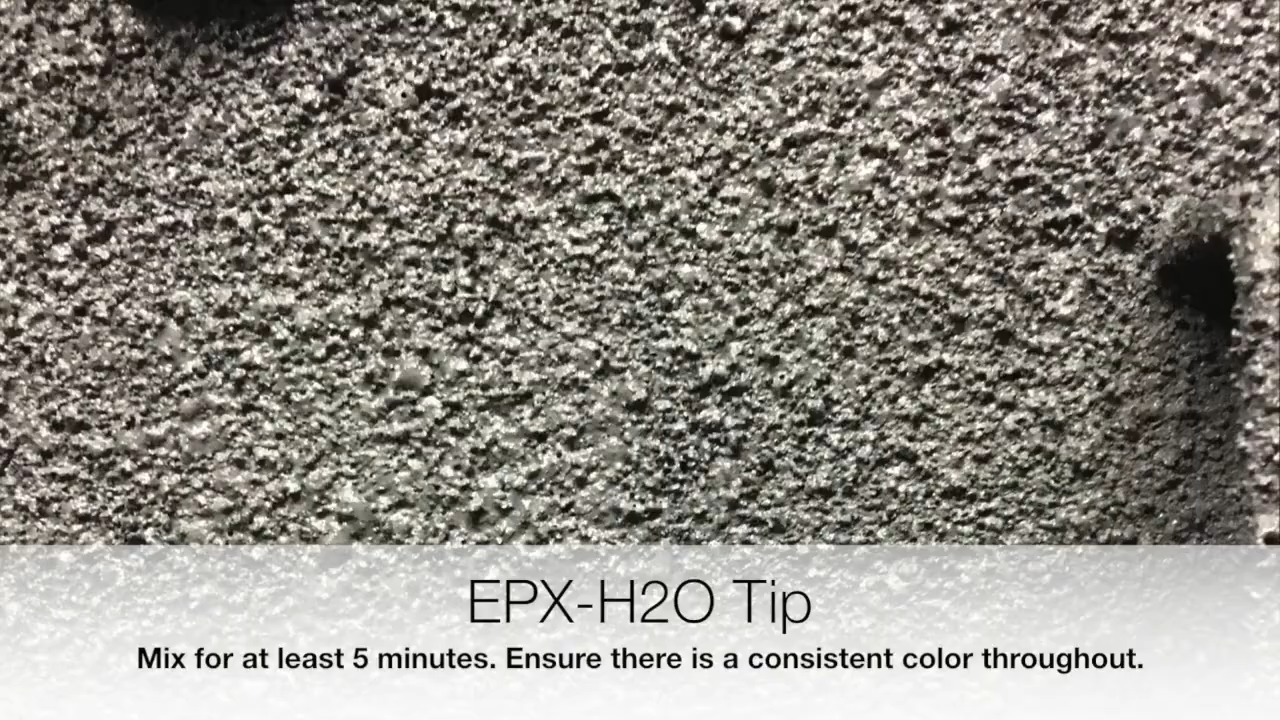 EPX-H2O Tip
Mix for at least 5 minutes. Ensure there is a consistent color throughout.